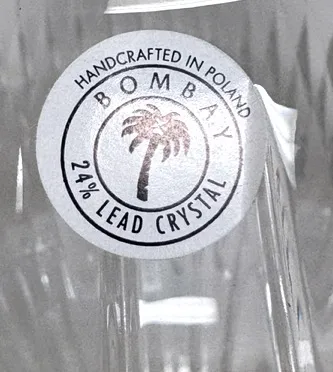 HANDCRAFTED IN POLAND
BOMBAY
24% LEAD CRYSTAL